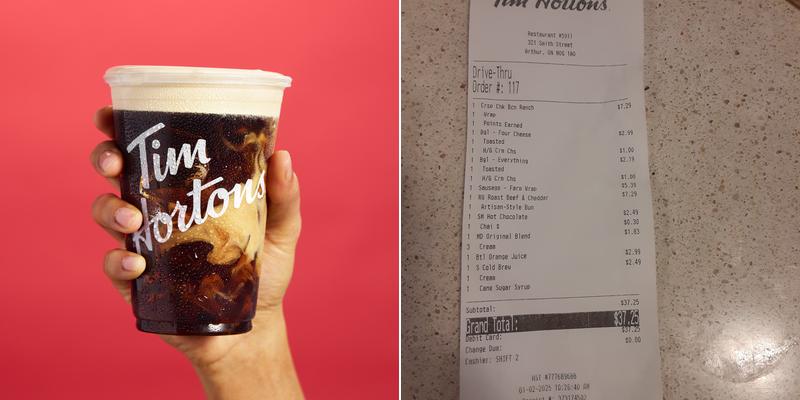 Tim
Hortons
Tim Hortons
Restaurant #5911
321 Smith Street
Arthur, ON N0G 1A0
Drive-Thru
Order #: 117
1 Crsp Chk Bcn Ranch $7.29
1 Wrap
1 Points Earned
1 Bgl - Four Cheese $2.99
1 Toasted
1 H/G Crm Chs $1.00
1 Bgl - Everything $2.19
1 Toasted
1 H/G Crm Chs $1.00
1 Sausage - Farm Wrap $5.39
1 NU Roast Beef & Cheddar $7.29
1 Artisan-Style Bun
1 SM Hot Chocolate $2.49
1 Chai $ $0.30
1 MD Original Blend $1.83
3 Cream
1 Btl Orange Juice $2.99
1 S Cold Brew $2.49
1 Cream
1 Cane Sugar Syrup
Subtotal: $37.25
Grand Total: $37.25
Debit Card: $37.25
Change Due: $0.00
Cashier: SHIFT 2
HST #777689686
01-02-2025 10:26:40 AM